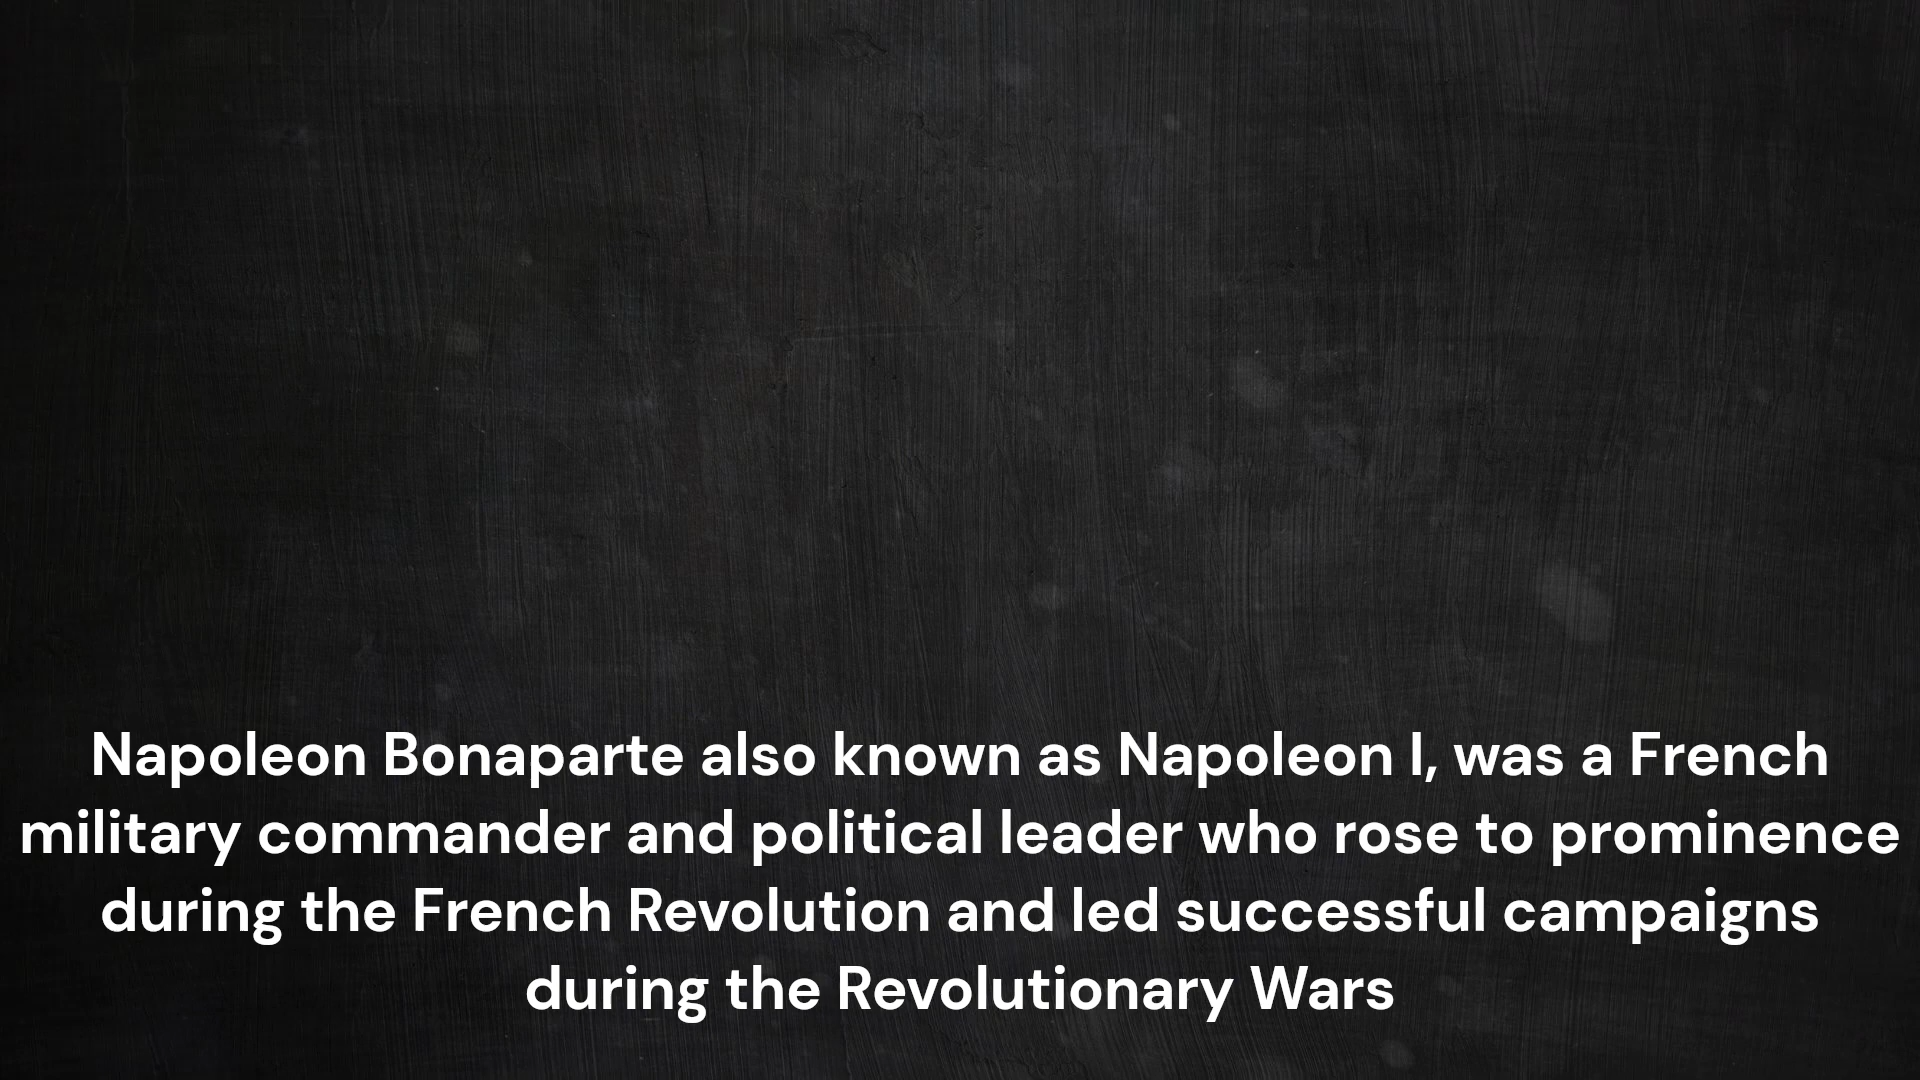 Napoleon Bonaparte also known as Napoleon I, was a French
military commander and political leader who rose to prominence
during the French Revolution and led successful campaigns
during the Revolutionary Wars